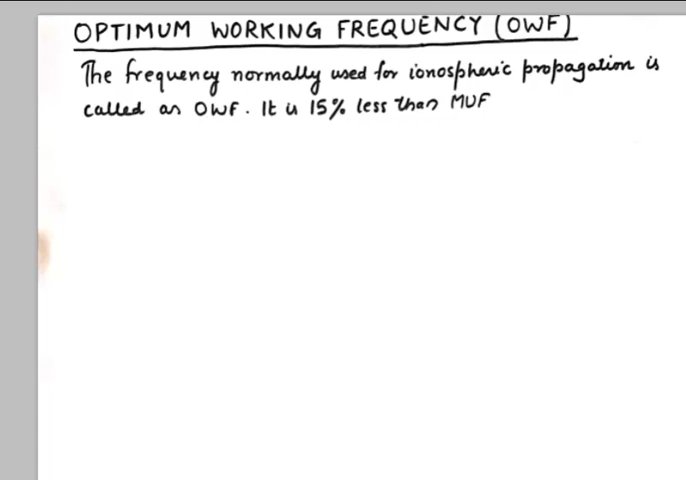 OPTIMUM WORKING FREQUENCY (OWF)
The frequency normally used for ionospheric propagation is
called as OWF. It is 15% less than MUF